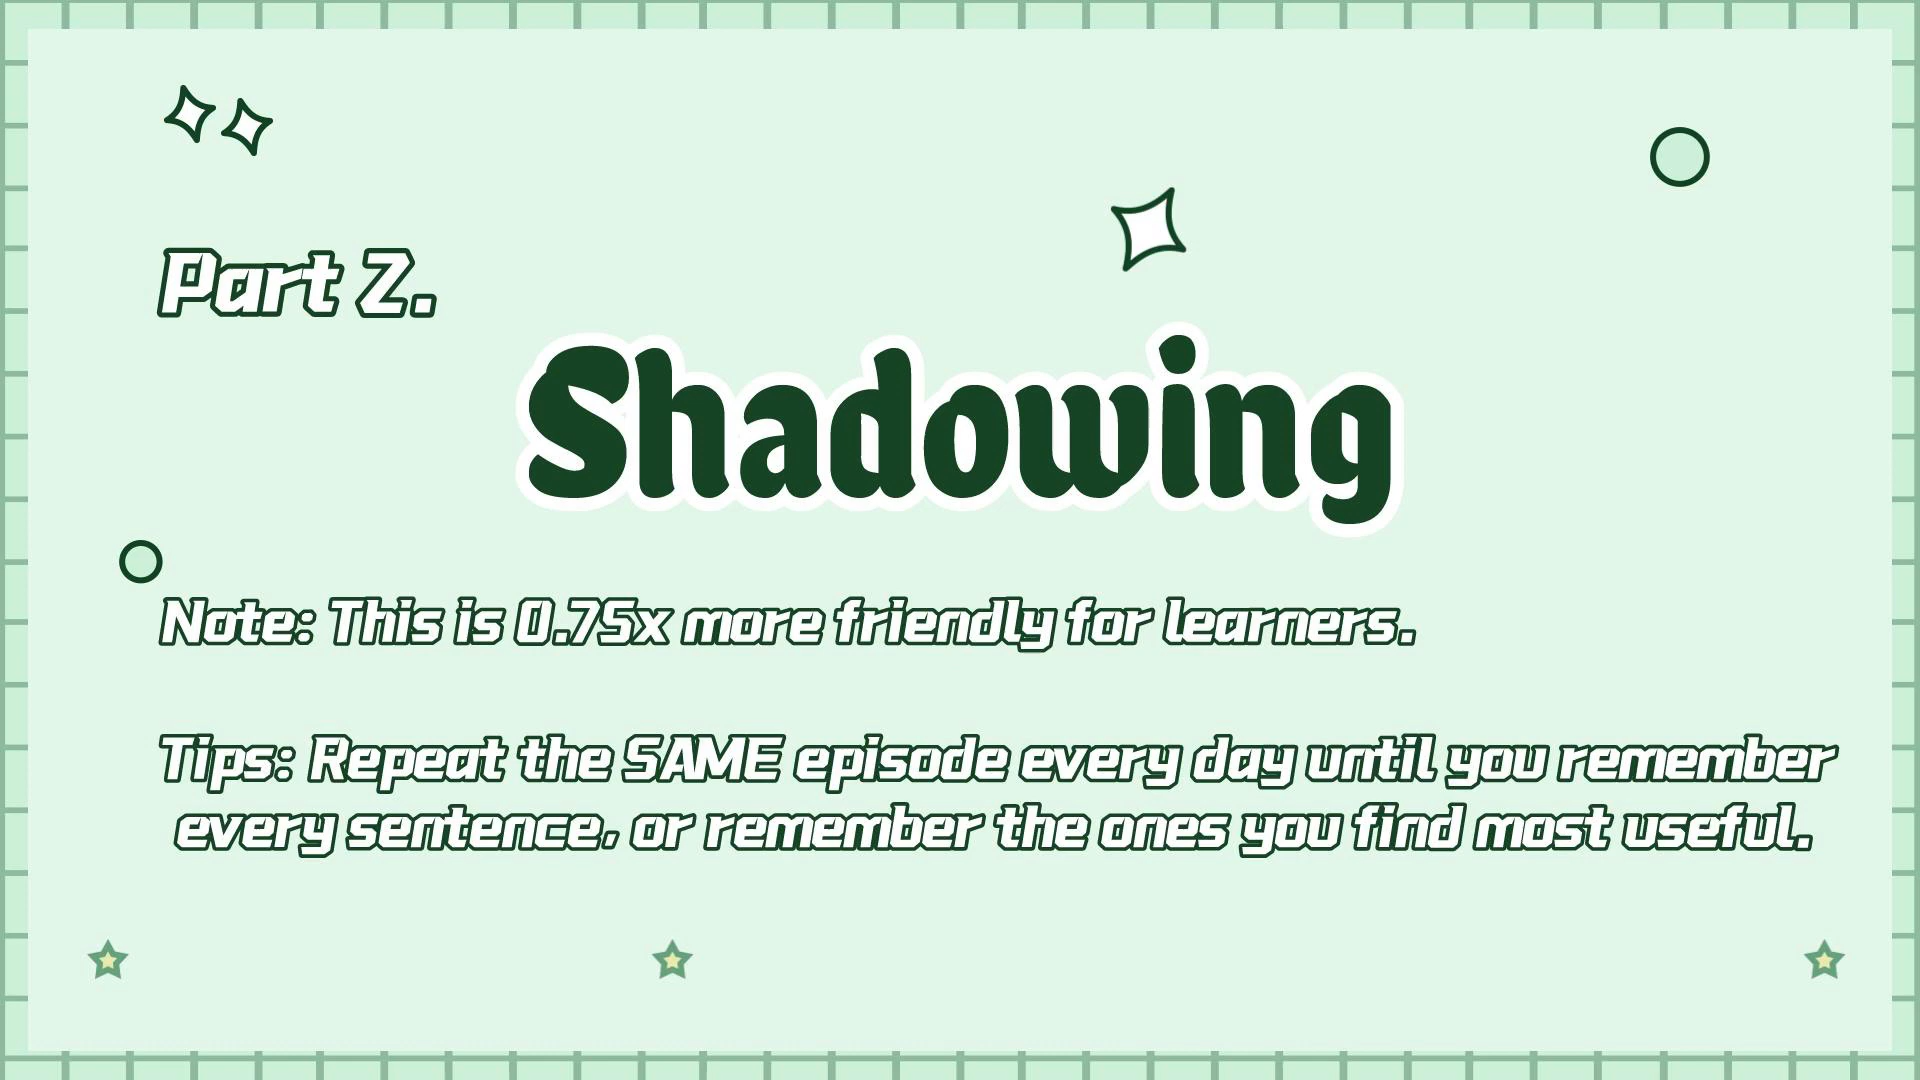 Part 2.
Shadowing
Note: This is 0.75x more friendly for learners.
Tips: Repeat the SAME episode every day until you remember
every sentence, or remember the ones you find most useful.